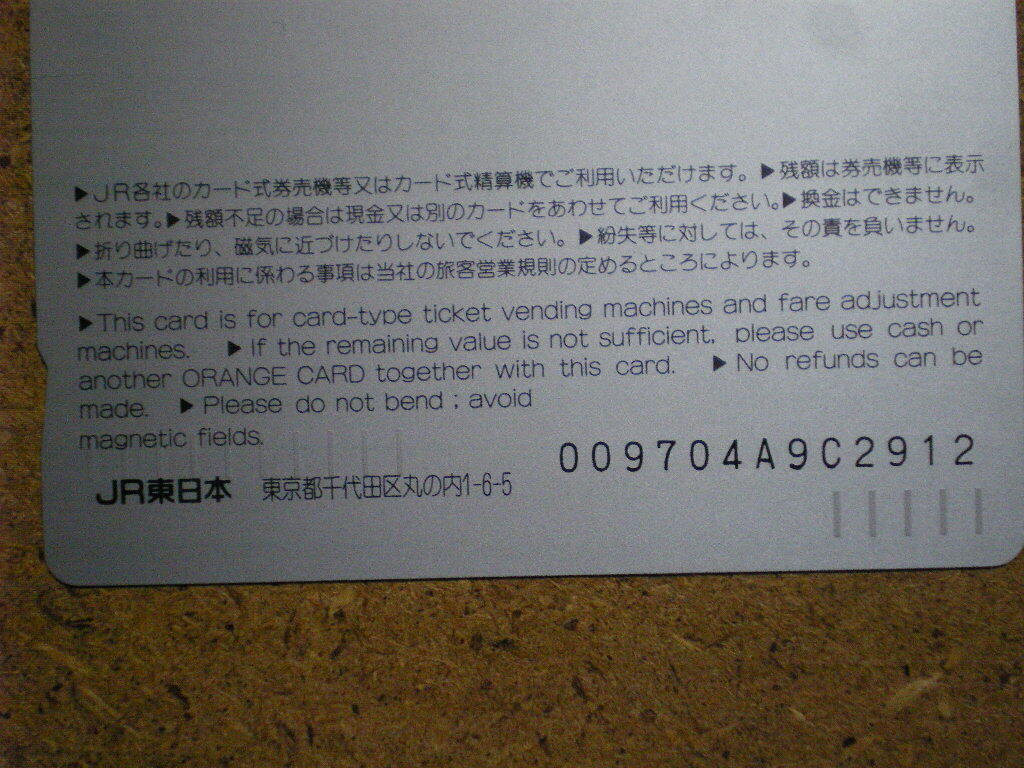 ▶JR各社のカード式券売機等又はカード式精算機でご利用いただけます。▶残額は券売機等に表示
されます。▶残額不足の場合は現金又は別のカードをあわせてご利用ください。▶換金はできません。
▶折り曲げたり、磁気に近づけたりしないでください。▶紛失等に対しては、その責を負いません。
▶本カードの利用に係わる事項は当社の旅客営業規則の定めるところによります。
▶This card is for card-type ticket vending machines and fare adjustment
machines. ▶If the remaining value is not sufficient, please use cash or
another ORANGE CARD together with this card. ▶No refunds can be
made. ▶Please do not bend ; avoid
magnetic fields.
009704A9C2912
JR東日本 東京都千代田区丸の内1-6-5